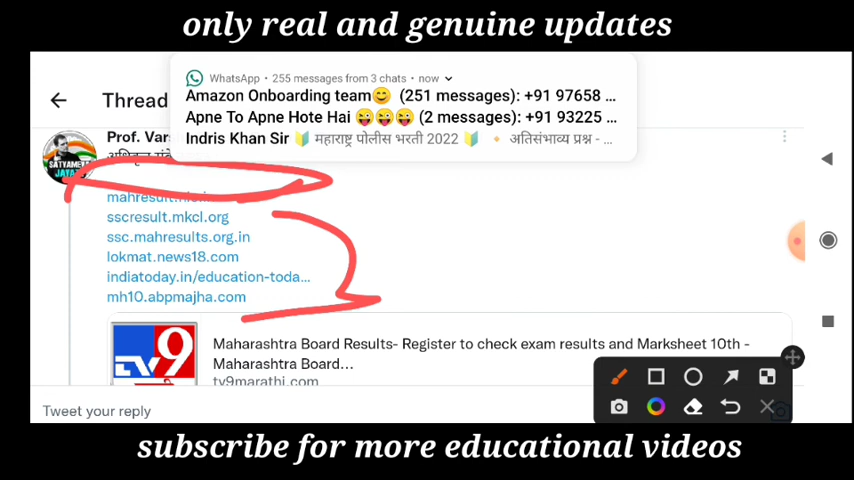 only real and genuine updates
WhatsApp • 255 messages from 3 chats • now
Amazon Onboarding team😊 (251 messages): +91 97658 ...
Thread
Apne To Apne Hote Hai 😜😜😜 (2 messages): +91 93225 ...
Prof. Var
Indris Khan Sir 🔰 महाराष्ट्र पोलीस भरती 2022 🔰 🔸 अतिसंभाव्य प्रश्न - ...
SATYAMEV
JAYATE
sscresult.mkcl.org
ssc.mahresults.org.in
lokmat.news18.com
indiatoday.in/education-toda...
mh10.abpmajha.com
Maharashtra Board Results- Register to check exam results and Marksheet 10th -
Maharashtra Board...
TV9
tv9marathi.com
Tweet your reply
subscribe for more educational videos